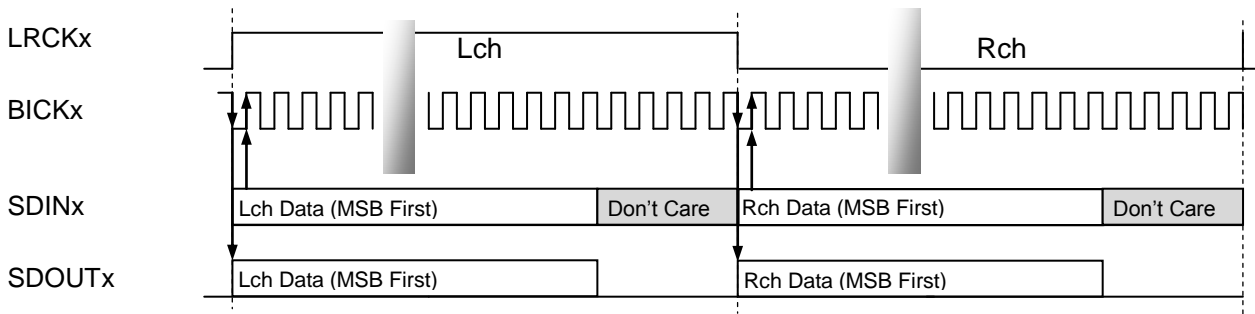 LRCKx
Lch
Rch
BICKx
SDINx
Lch Data (MSB First)
Don't Care
Rch Data (MSB First)
Don't Care
SDOUTx
Lch Data (MSB First)
Rch Data (MSB First)